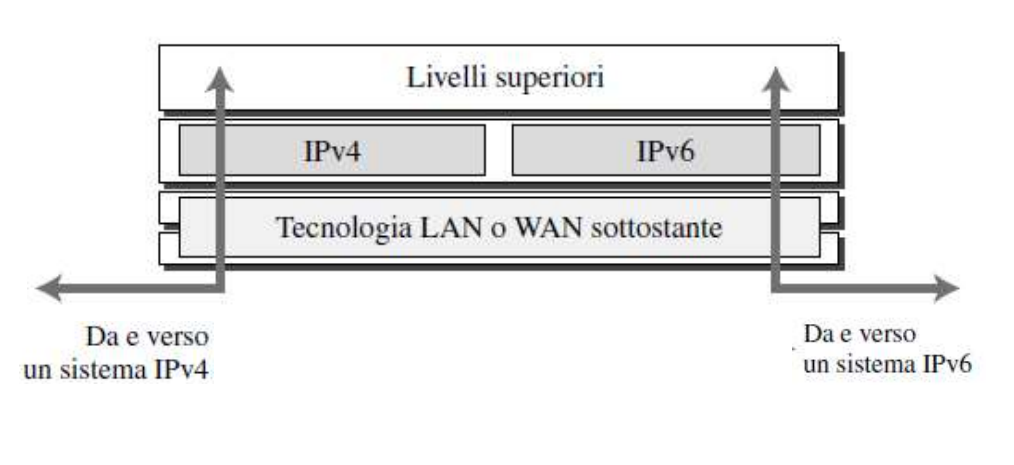 Livelli superiori
IPv4
IPv6
Tecnologia LAN o WAN sottostante
Da e verso
un sistema IPv4
Da e verso
un sistema IPv6